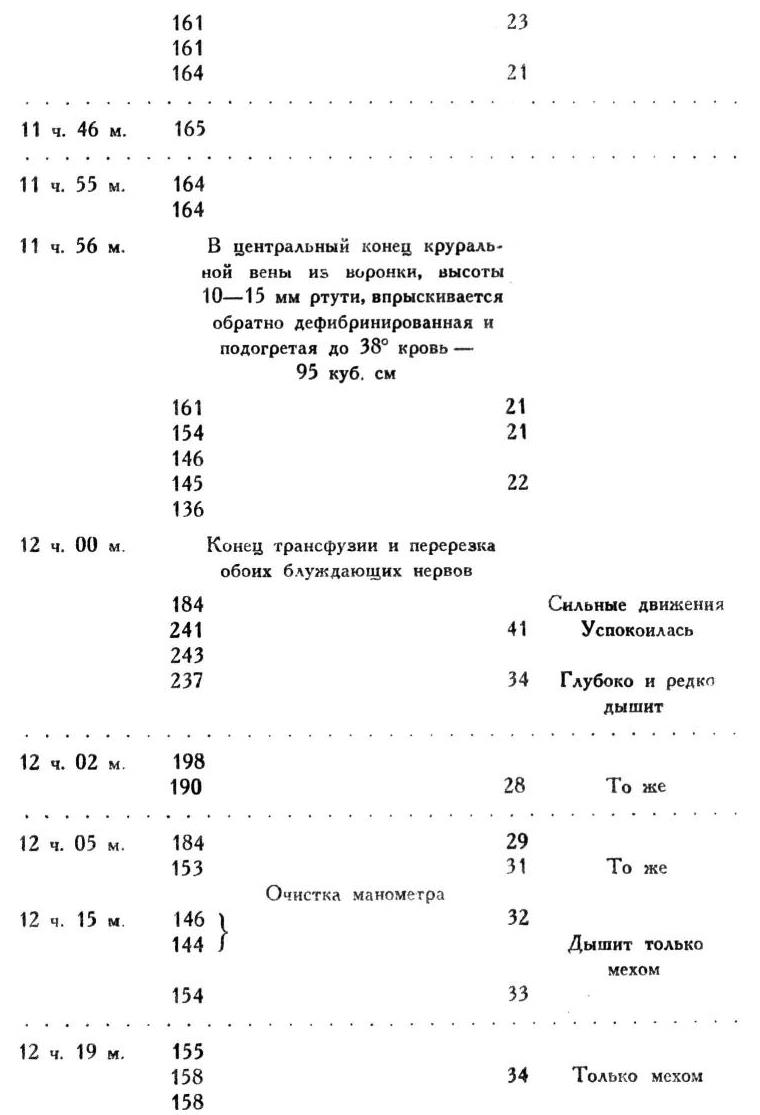 161 23
161
164 21
. . . . . . . . . . . . . . . . . . . . . . . . . . . . . . . . . . . . . .
11 ч. 46 м. 165
. . . . . . . . . . . . . . . . . . . . . . . . . . . . . . . . . . . . . .
11 ч. 55 м. 164
164
11 ч. 56 м. В центральный конец крураль-
ной вены из воронки, высоты
10—15 мм ртути, впрыскивается
обратно дефибринированная и
подогретая до 38° кровь —
95 куб. см
161 21
154 21
146
145 22
136
12 ч. 00 м. Конец трансфузии и перерезка
обоих блуждающих нервов
184 Сильные движения
241 41 Успокоилась
243
237 34 Глубоко и редко
дышит
. . . . . . . . . . . . . . . . . . . . . . . . . . . . . . . . . . . . . .
12 ч. 02 м. 198
190 28 То же
. . . . . . . . . . . . . . . . . . . . . . . . . . . . . . . . . . . . . .
12 ч. 05 м. 184 29
153 31 То же
Очистка манометра
12 ч. 15 м. 146 } 32
144 Дышит только
мехом
154 33
. . . . . . . . . . . . . . . . . . . . . . . . . . . . . . . . . . . . . .
12 ч. 19 м. 155
158 34 Только мехом
158